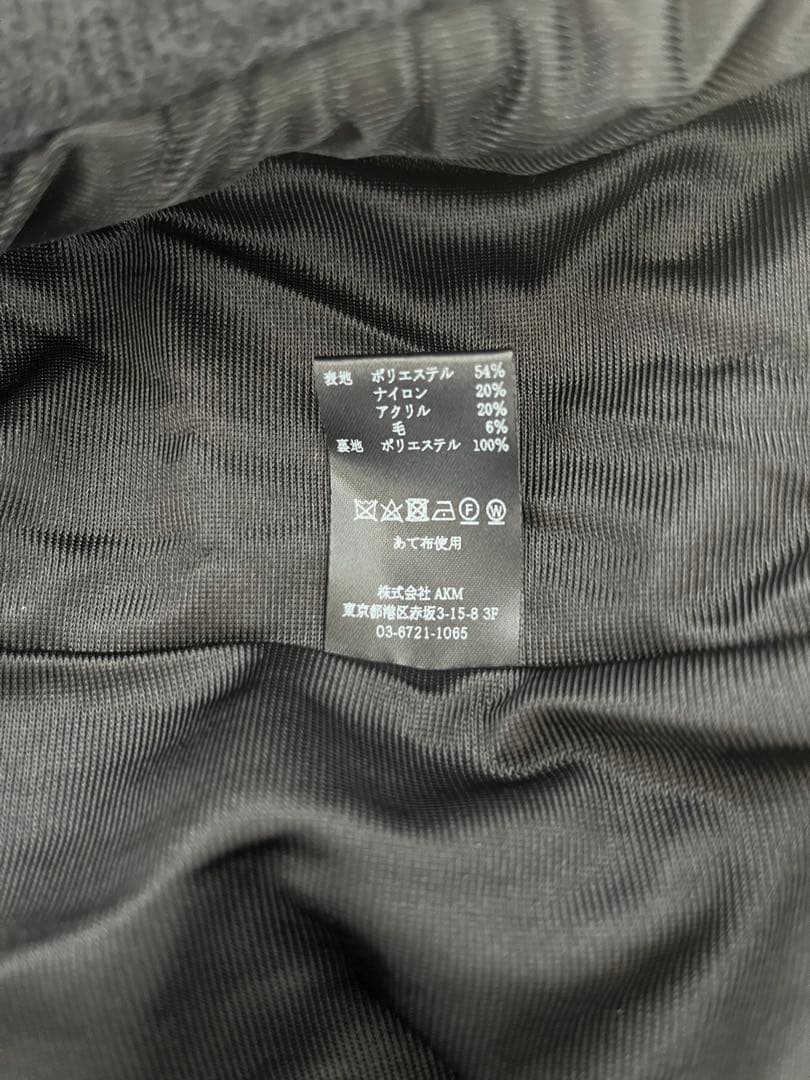 表地 ポリエステル 54%
ナイロン 20%
アクリル 20%
毛 6%
裏地 ポリエステル 100%
F W
あて布使用
株式会社 AKM
東京都港区赤坂3-15-8 3F
03-6721-1065